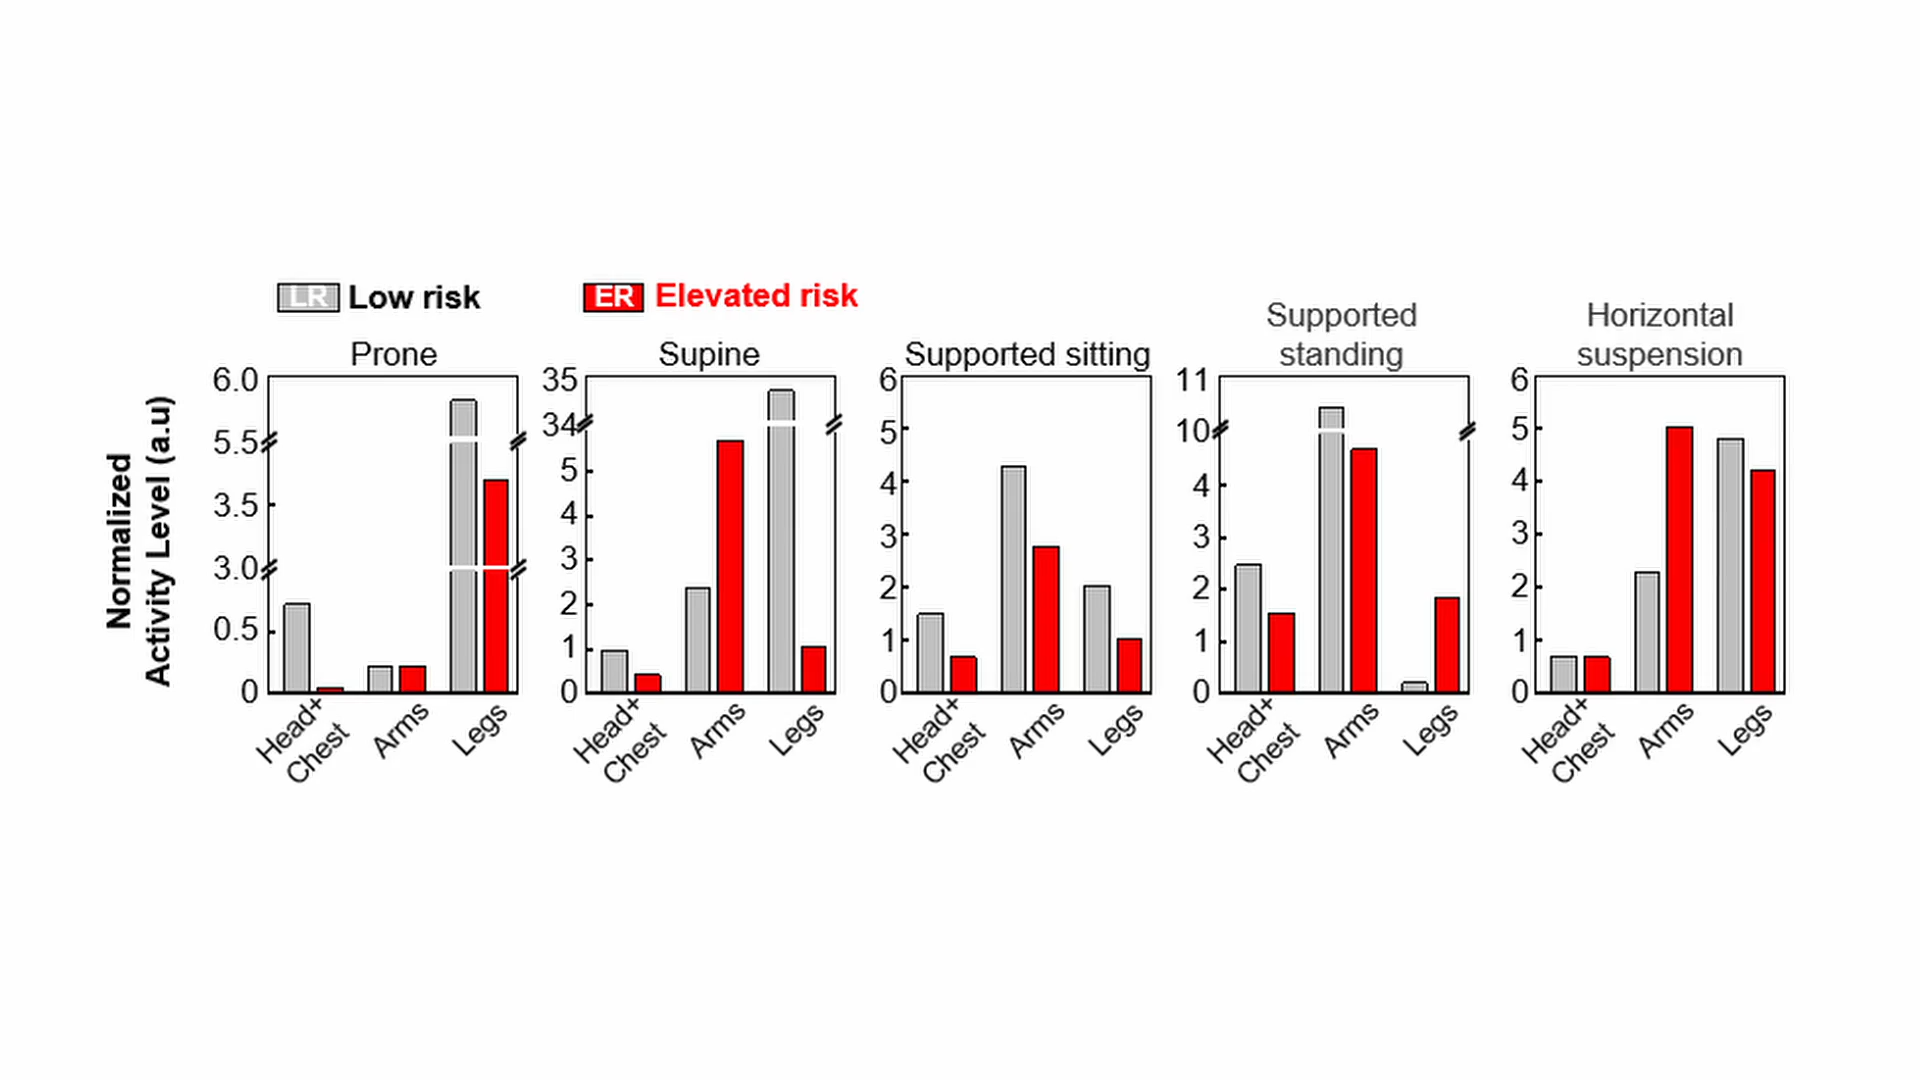 LR Low risk
ER Elevated risk
Normalized
Activity Level (a.u)
Prone
6.0
5.5
3.5
3.0
0.5
0
Head+
Chest
Arms
Legs
Supine
35
34
5
4
3
2
1
0
Head+
Chest
Arms
Legs
Supported sitting
6
5
4
3
2
1
0
Head+
Chest
Arms
Legs
Supported
standing
11
10
4
3
2
1
0
Head+
Chest
Arms
Legs
Horizontal
suspension
6
5
4
3
2
1
0
Head+
Chest
Arms
Legs